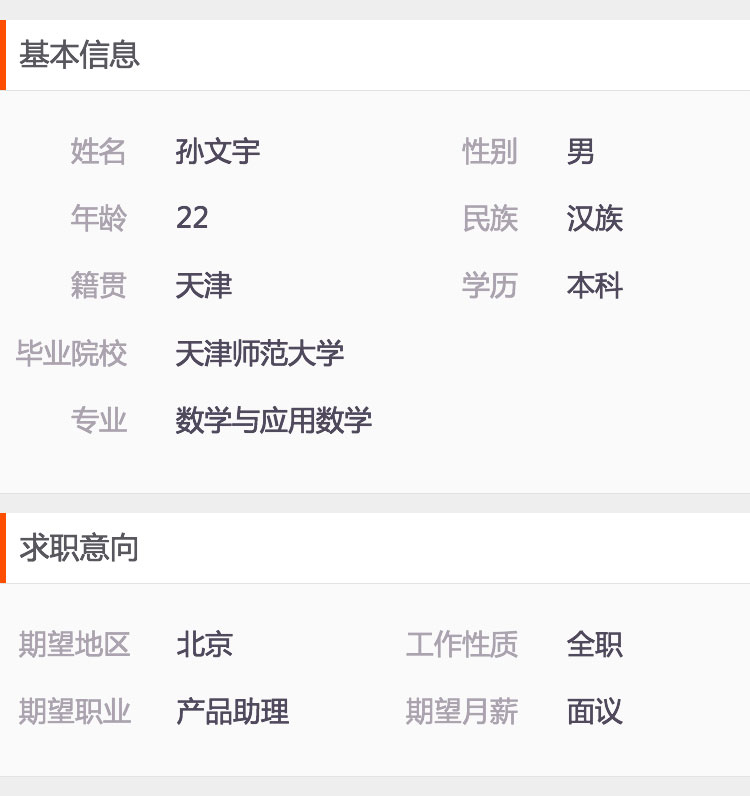 基本信息
姓名 孙文宇 性别 男
年龄 22 民族 汉族
籍贯 天津 学历 本科
毕业院校 天津师范大学
专业 数学与应用数学
求职意向
期望地区 北京 工作性质 全职
期望职业 产品助理 期望月薪 面议